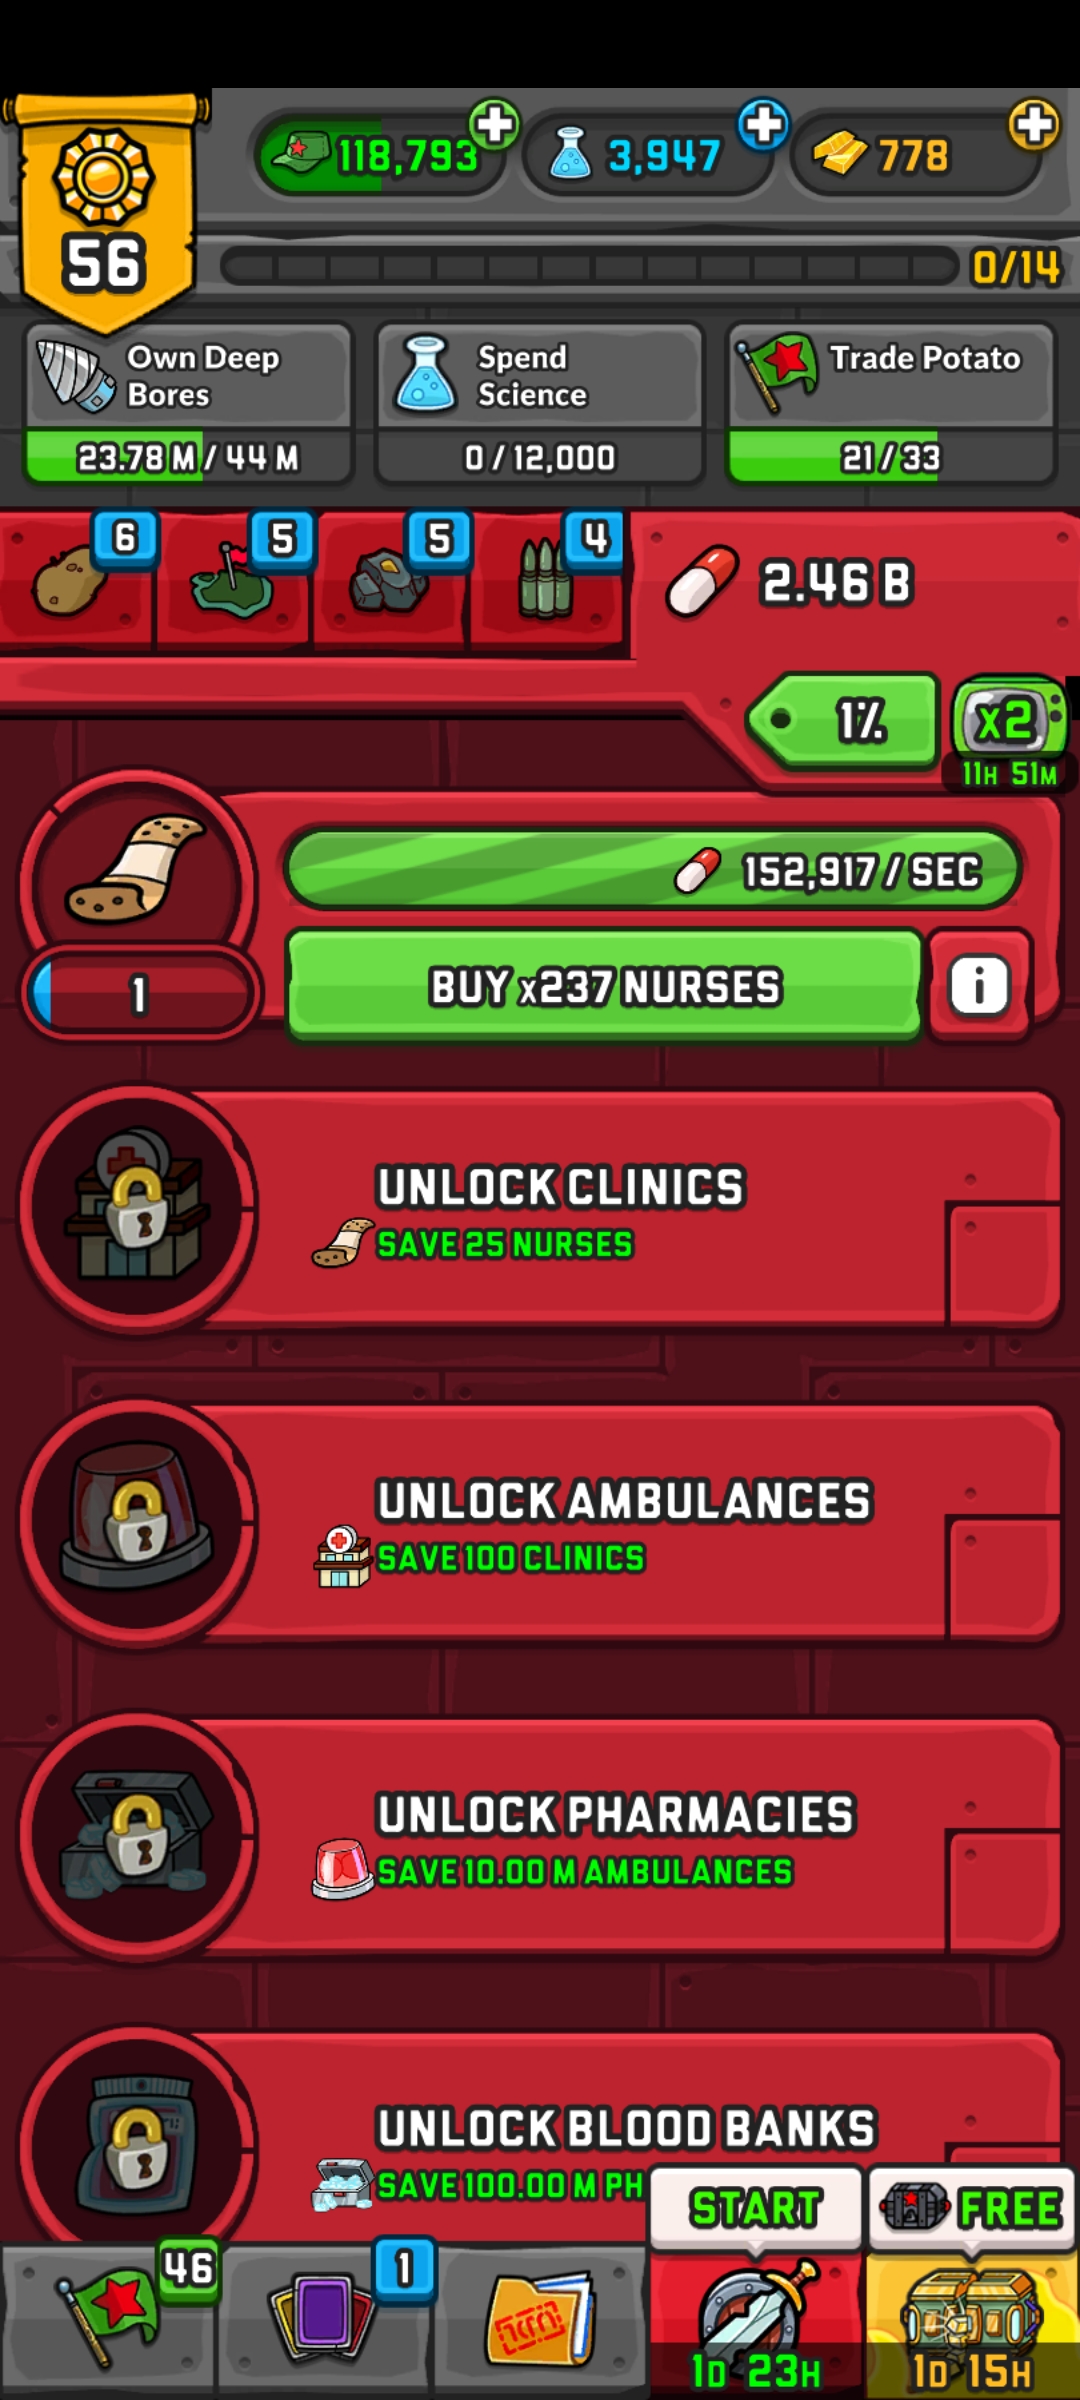 118,793
3,947
778
56
0/14
Own Deep
Bores
23.78 M / 44 M
Spend
Science
0 / 12,000
Trade Potato
21 / 33
6
5
5
4
2.46 B
1%
x2
11H 51M
152,917 / SEC
1
BUY x237 NURSES
UNLOCK CLINICS
SAVE 25 NURSES
UNLOCK AMBULANCES
SAVE 100 CLINICS
UNLOCK PHARMACIES
SAVE 10.00 M AMBULANCES
UNLOCK BLOOD BANKS
SAVE 100.00 M PH
START
FREE
46
1
1D 23H
1D 15H